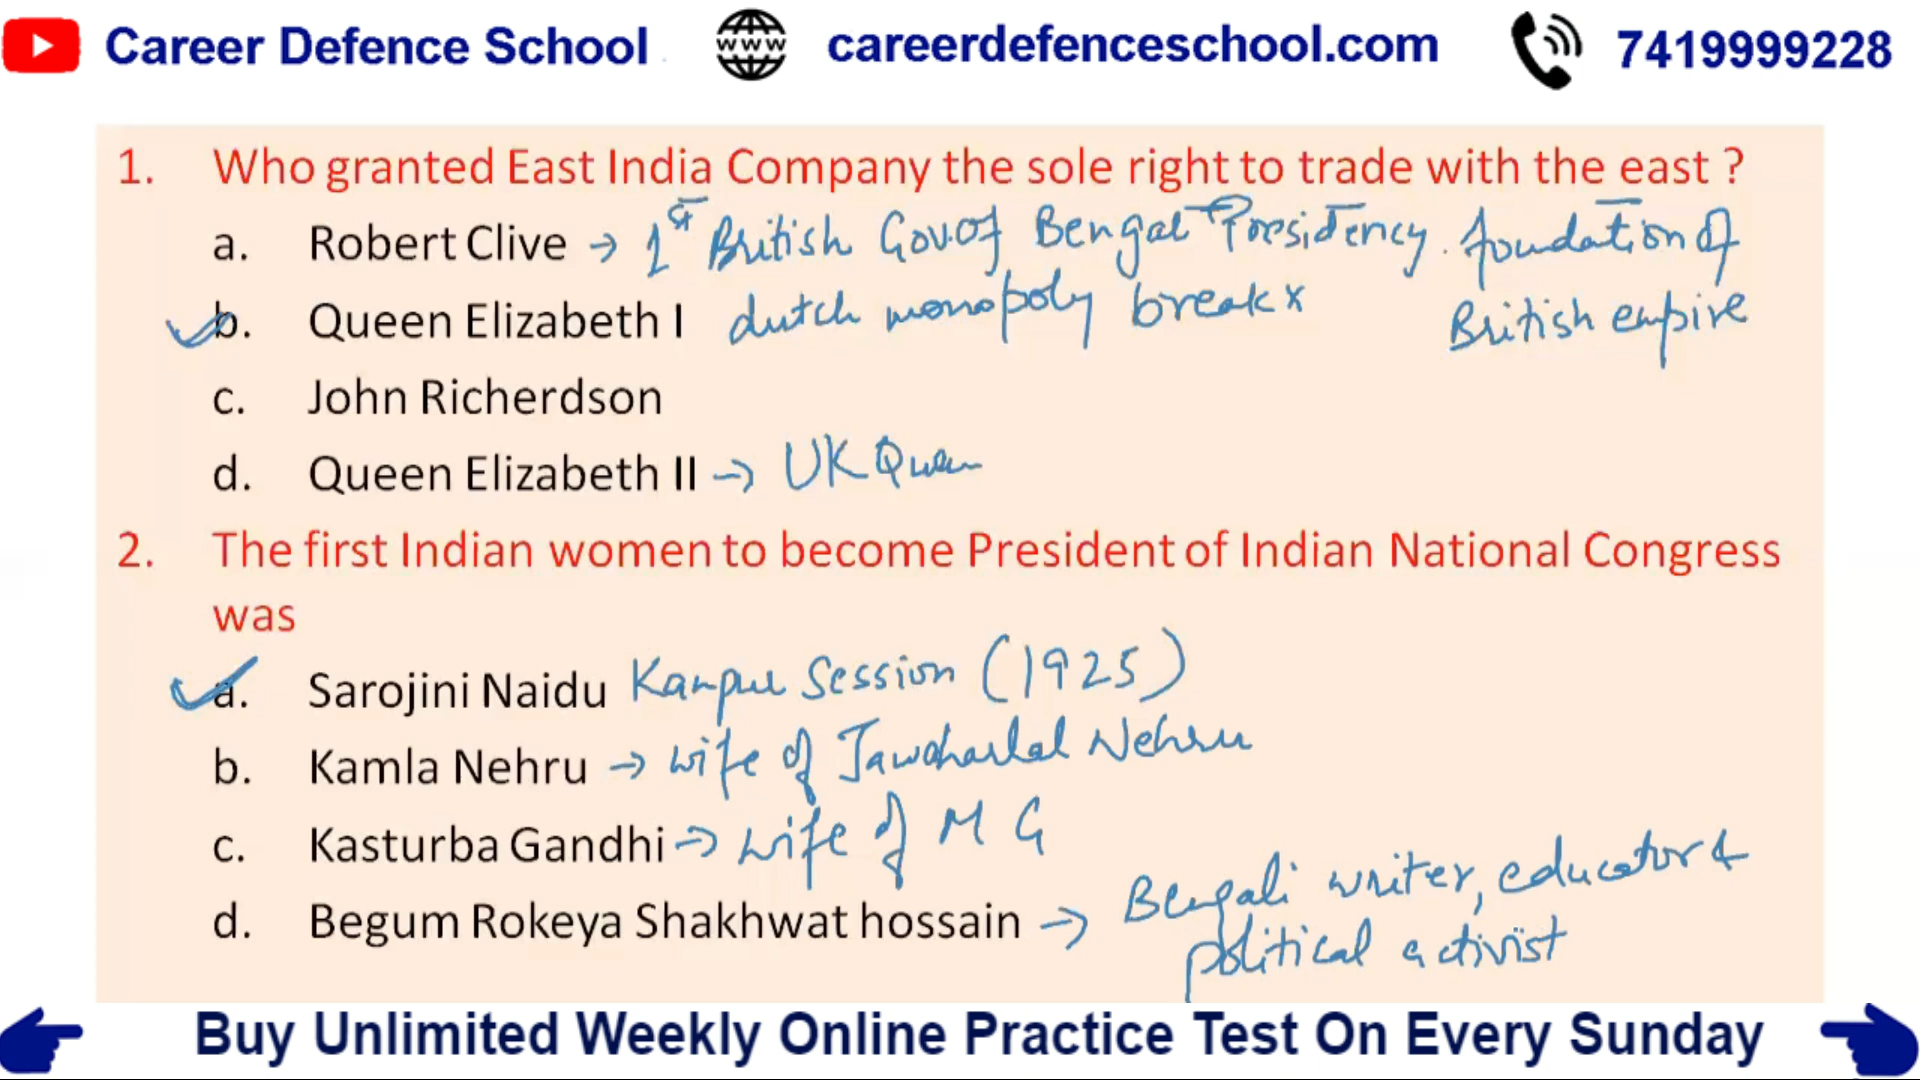 Career Defence School www careerdefenceschool.com 7419999228
1. Who granted East India Company the sole right to trade with the east ?
a. Robert Clive → 1st British Gov. of Bengal Presidency. foundation of
British empire
b. Queen Elizabeth I dutch monopoly break x
c. John Richerdson
d. Queen Elizabeth II → UK Queen
2. The first Indian women to become President of Indian National Congress
was
a. Sarojini Naidu Kanpur Session (1925)
b. Kamla Nehru → wife of Jawaharlal Nehru
c. Kasturba Gandhi → wife of M G
d. Begum Rokeya Shakhwat hossain → Bengali writer, educator &
political activist
Buy Unlimited Weekly Online Practice Test On Every Sunday